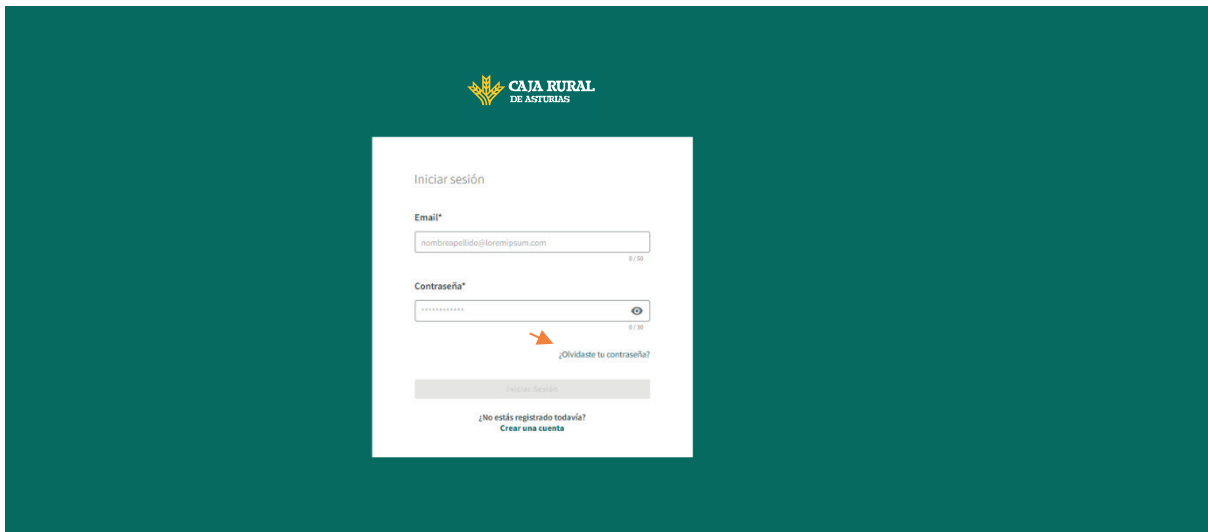 CAJA RURAL
DE ASTURIAS
Iniciar sesión
Email*
nombreapellido@loremipsum.com
0 / 50
Contraseña*
************
0 / 30
¿Olvidaste tu contraseña?
Iniciar Sesión
¿No estás registrado todavía?
Crear una cuenta